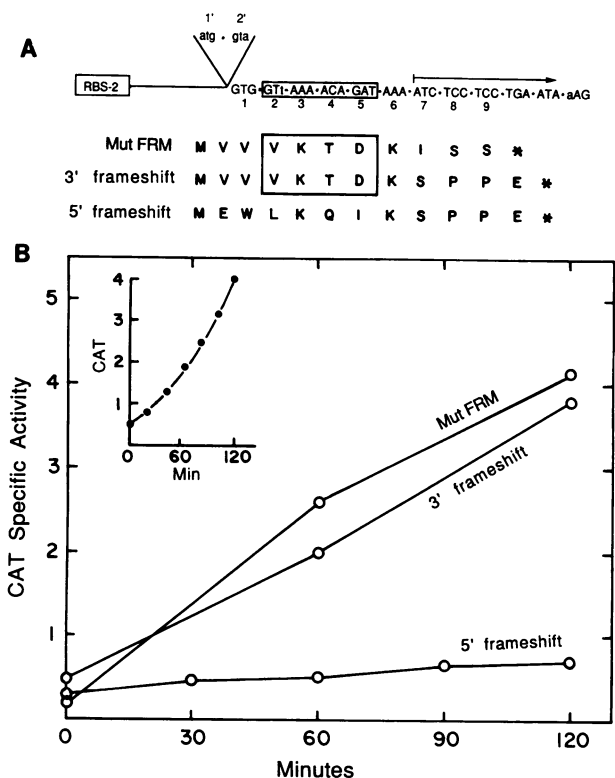 A
1' 2'
atg · gta
RBS-2
GTG · GTt · AAA · ACA · GAT · AAA · ATC · TCC · TCC · TGA · ATA · aAG
1 2 3 4 5 6 7 8 9
Mut FRM M V V V K T D K I S S *
3' frameshift M V V V K T D K S P P E *
5' frameshift M E W L K Q I K S P P E *
B
CAT Specific Activity
5
4
3
2
1
0 30 60 90 120
Minutes
CAT
4
3
2
1
0 60 120
Min
Mut FRM
3' frameshift
5' frameshift